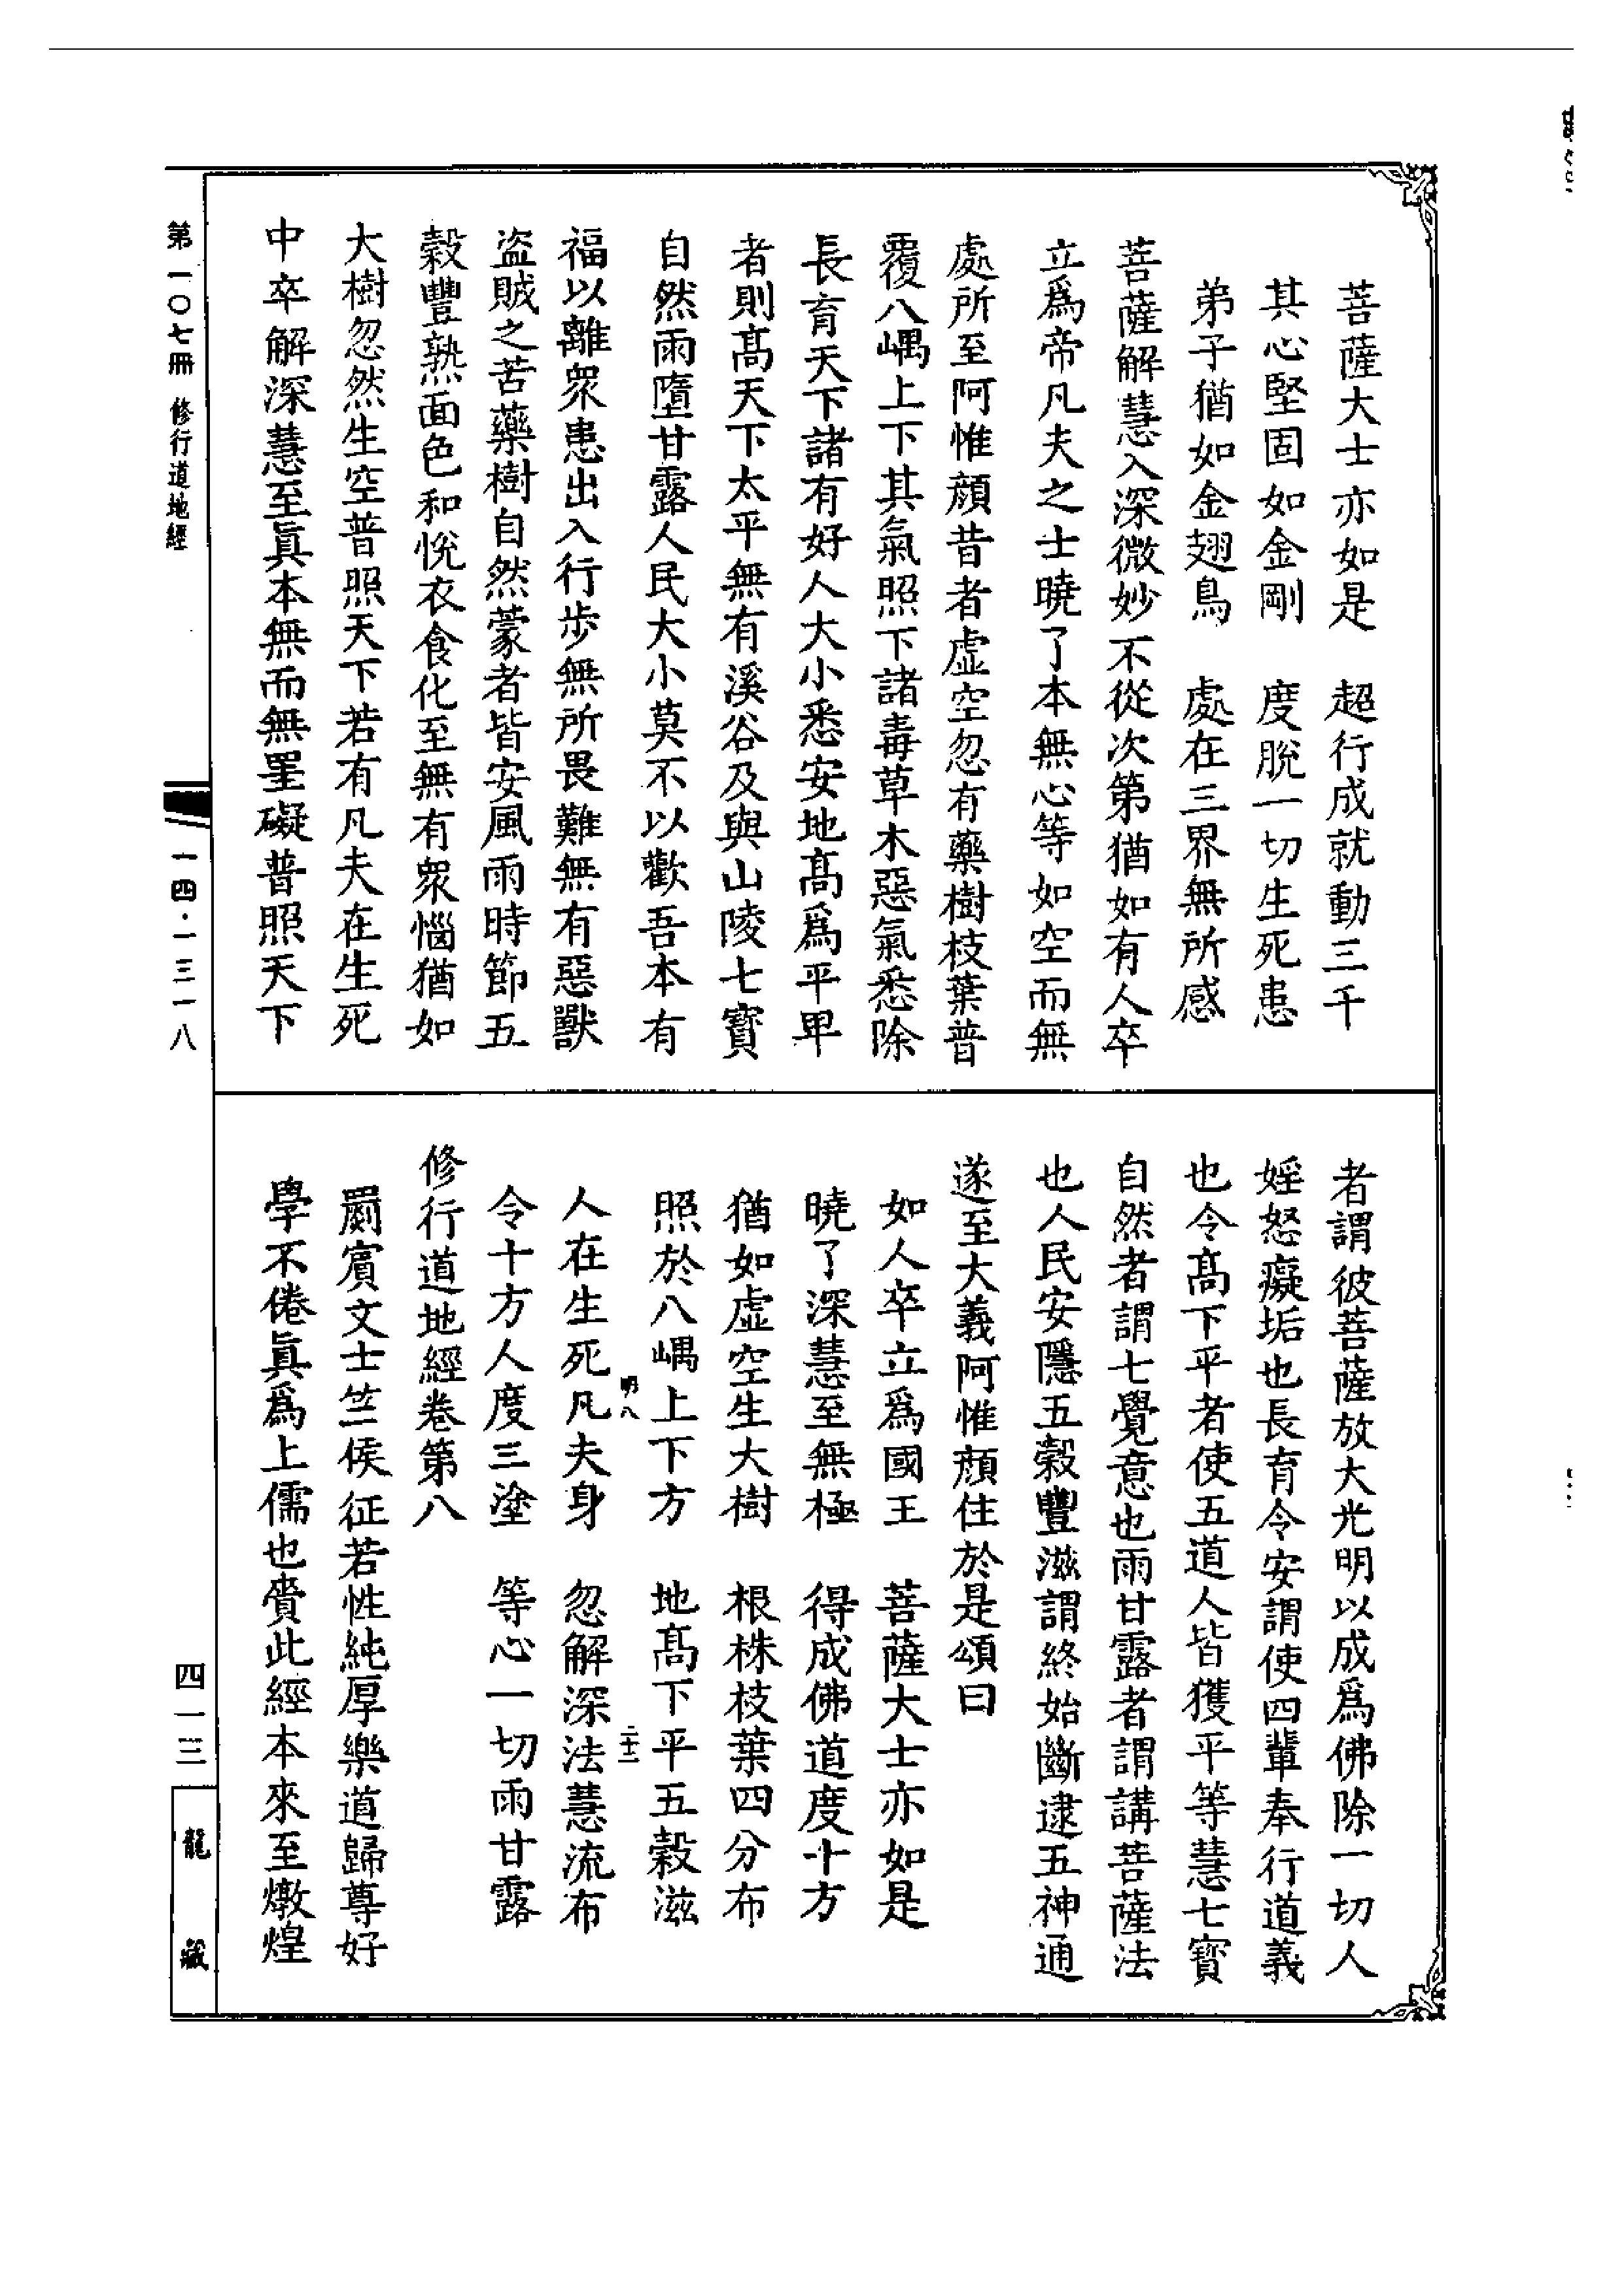 菩薩大士亦如是　超行成就動三千
其心堅固如金剛　度脫一切生死患
弟子猶如金翅鳥　處在三界無所感
菩薩解慧入深微妙不從次第猶如有人卒
立爲帝凡夫之士曉了本無心等如空而無
處所至阿惟顏昔者虛空忽有藥樹枝葉普
覆八嵎上下其氣照下諸毒草木惡氣悉除
長育天下諸有好人大小悉安地髙爲平卑
者則髙天下太平無有溪谷及與山陵七寶
自然雨墮甘露人民大小莫不以歡吾本有
福以離衆患出入行步無所畏難無有惡獸
盜賊之苦藥樹自然蒙者皆安風雨時節五
穀豐熟面色和悅衣食化至無有衆惱猶如
大樹忽然生空普照天下若有凡夫在生死
中卒解深慧至眞本無而無罣礙普照天下
者謂彼菩薩放大光明以成爲佛除一切人
婬怒癡垢也長育令安謂使四輩奉行道義
也令髙下平者使五道人皆獲平等慧七寶
自然者謂七覺意也雨甘露者謂講菩薩法
也人民安隱五穀豐滋謂終始斷逮五神通
遂至大義阿惟顏住於是頌曰
如人卒立爲國王　菩薩大士亦如是
曉了深慧至無極　得成佛道度十方
猶如虛空生大樹　根株枝葉四分布
照於八嵎上下方　地髙下平五穀滋
明八　二十二
人在生死凡夫身　忽解深法慧流布
令十方人度三塗　等心一切雨甘露
修行道地經卷第八
罽賓文士竺侯征若性純厚樂道歸尊好
學不倦眞爲上儒也賫此經本來至燉煌
第一〇七冊　修行道地經
一四·一三一八
四一三
龍藏